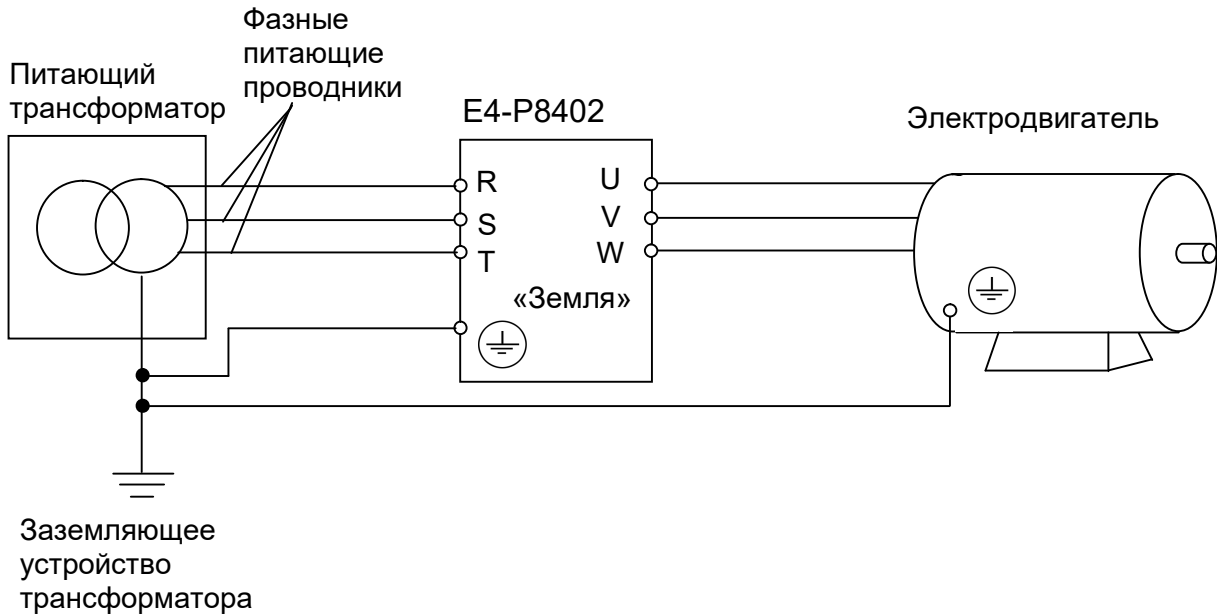 Фазные
питающие
проводники
Питающий
трансформатор
E4-P8402
Электродвигатель
R
S
T
U
V
W
«Земля»
Заземляющее
устройство
трансформатора